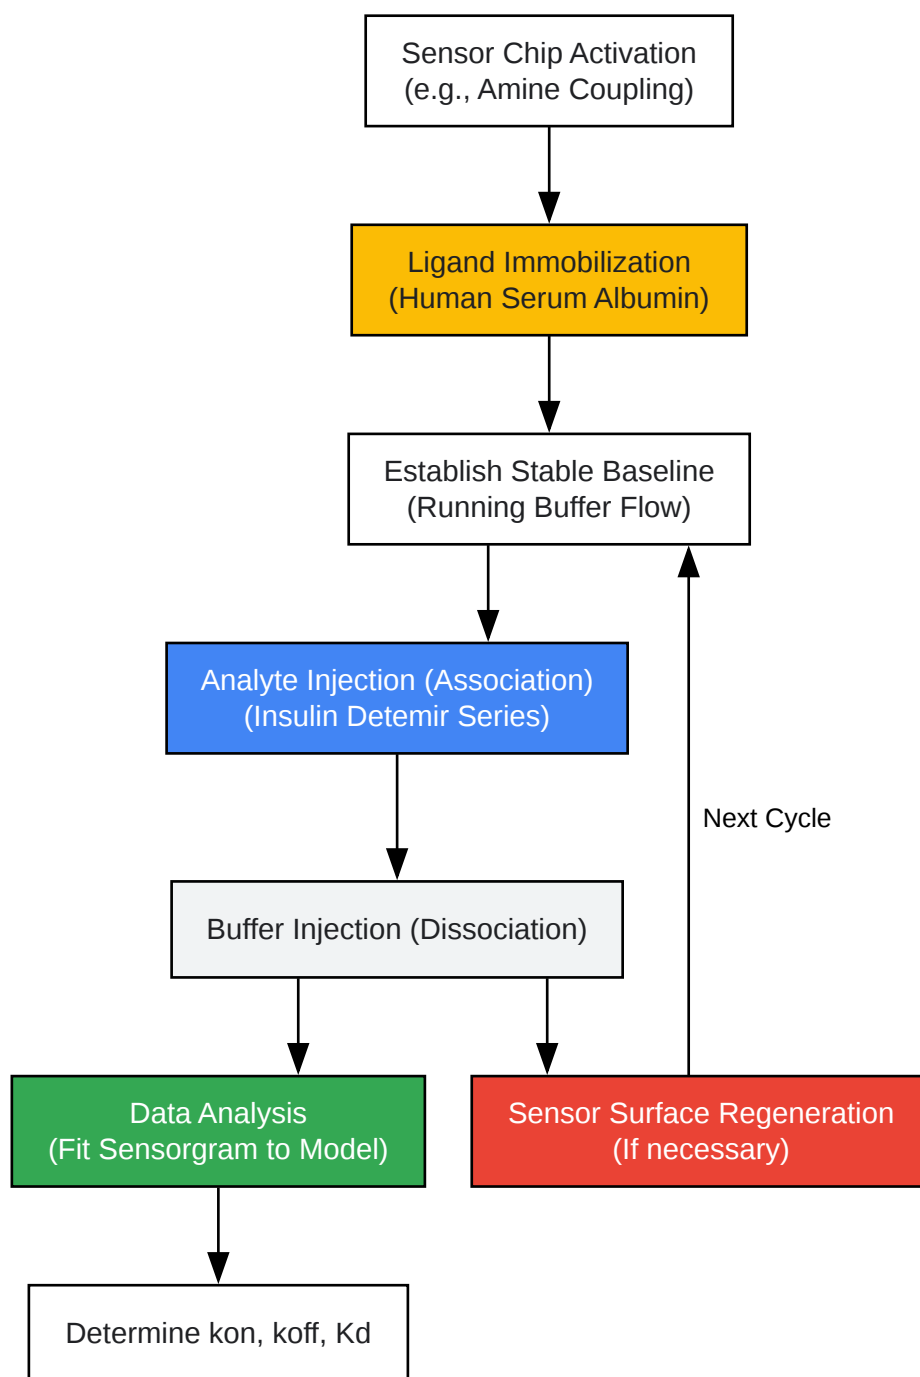 Sensor Chip Activation
(e.g., Amine Coupling)
Ligand Immobilization
(Human Serum Albumin)
Establish Stable Baseline
(Running Buffer Flow)
Analyte Injection (Association)
(Insulin Detemir Series)
Next Cycle
Buffer Injection (Dissociation)
Data Analysis
(Fit Sensorgram to Model)
Sensor Surface Regeneration
(If necessary)
Determine kon, koff, Kd